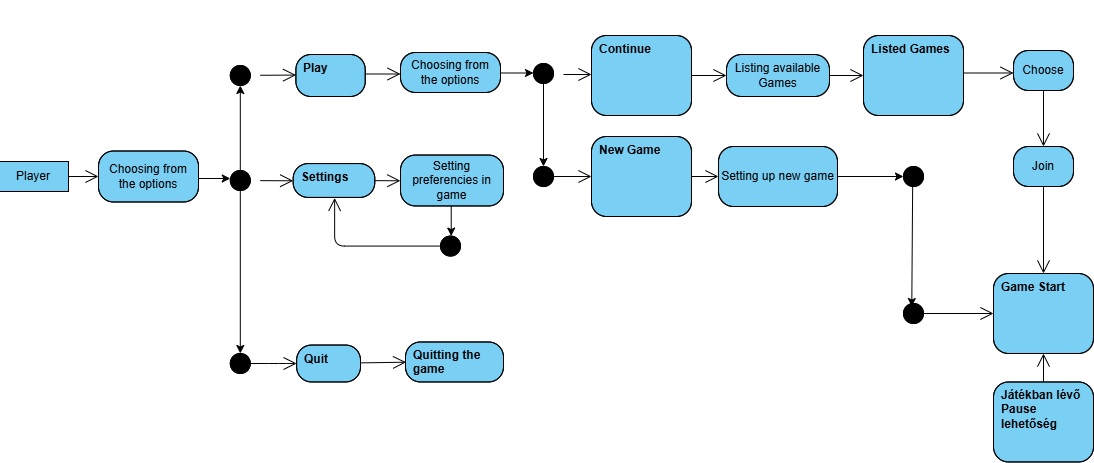 Player
Choosing from
the options
Play
Choosing from
the options
Continue
Listing available
Games
Listed Games
Choose
Settings
Setting
preferencies in
game
New Game
Setting up new game
Join
Game Start
Quit
Quitting the
game
Játékban lévő
Pause
lehetőség